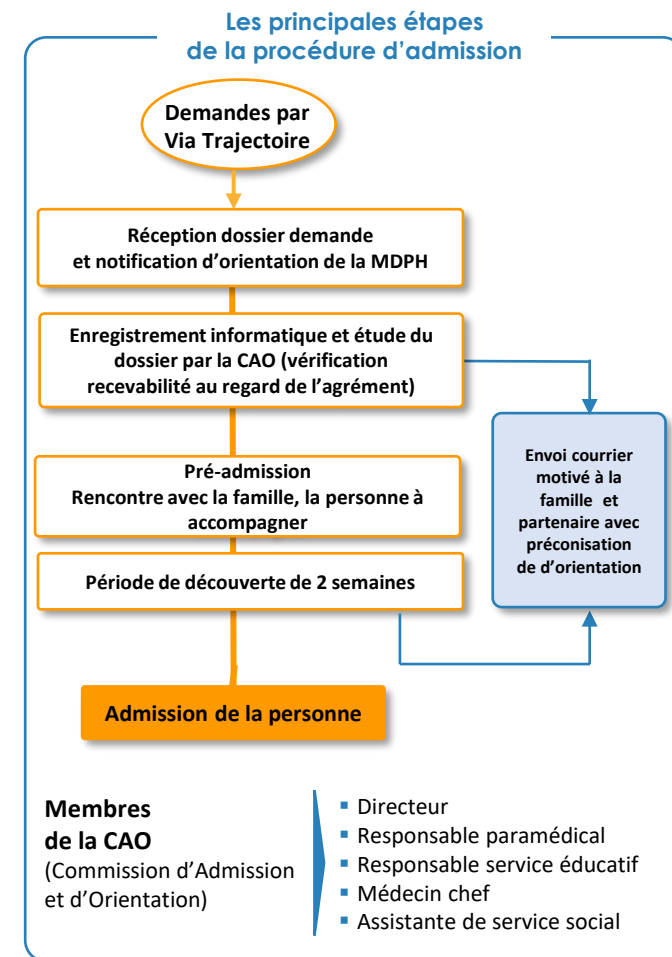 Les principales étapes
de la procédure d’admission
Demandes par
Via Trajectoire
Réception dossier demande
et notification d’orientation de la MDPH
Enregistrement informatique et étude du
dossier par la CAO (vérification
recevabilité au regard de l’agrément)
Pré-admission
Rencontre avec la famille, la personne à
accompagner
Période de découverte de 2 semaines
Envoi courrier
motivé à la
famille et
partenaire avec
préconisation
de d’orientation
Admission de la personne
Membres
de la CAO
(Commission d’Admission
et d’Orientation)
▪ Directeur
▪ Responsable paramédical
▪ Responsable service éducatif
▪ Médecin chef
▪ Assistante de service social